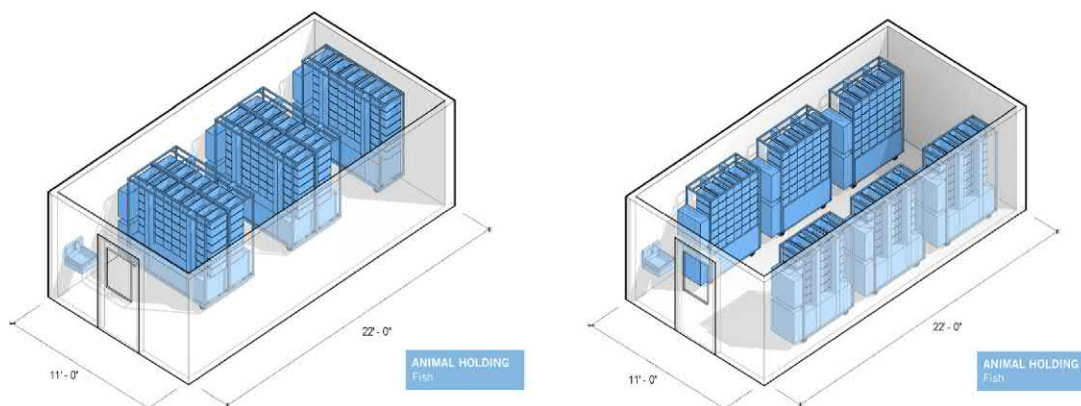 22' - 0"
11' - 0"
ANIMAL HOLDING
Fish
22' - 0"
11' - 0"
ANIMAL HOLDING
Fish